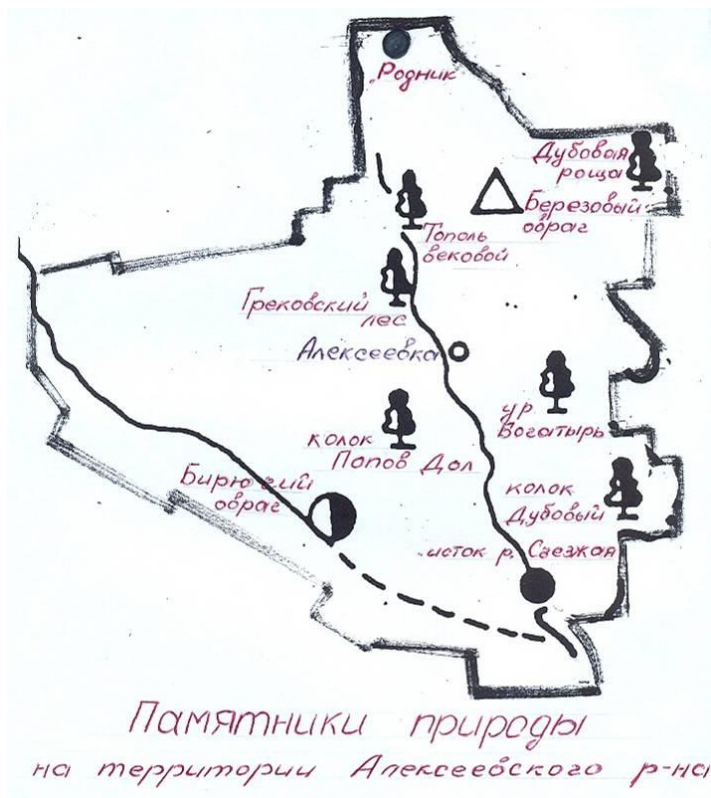 Родник
Дубовая
роща
Березовый
овраг
Тополь
вековой
Грековский
лес
Алексеевка
ур
Богатырь
колок
Попов Дол
Бирючий
овраг
колок
Дубовый
исток р. Съезжая
Памятники природы
на территории Алексеевского р-на